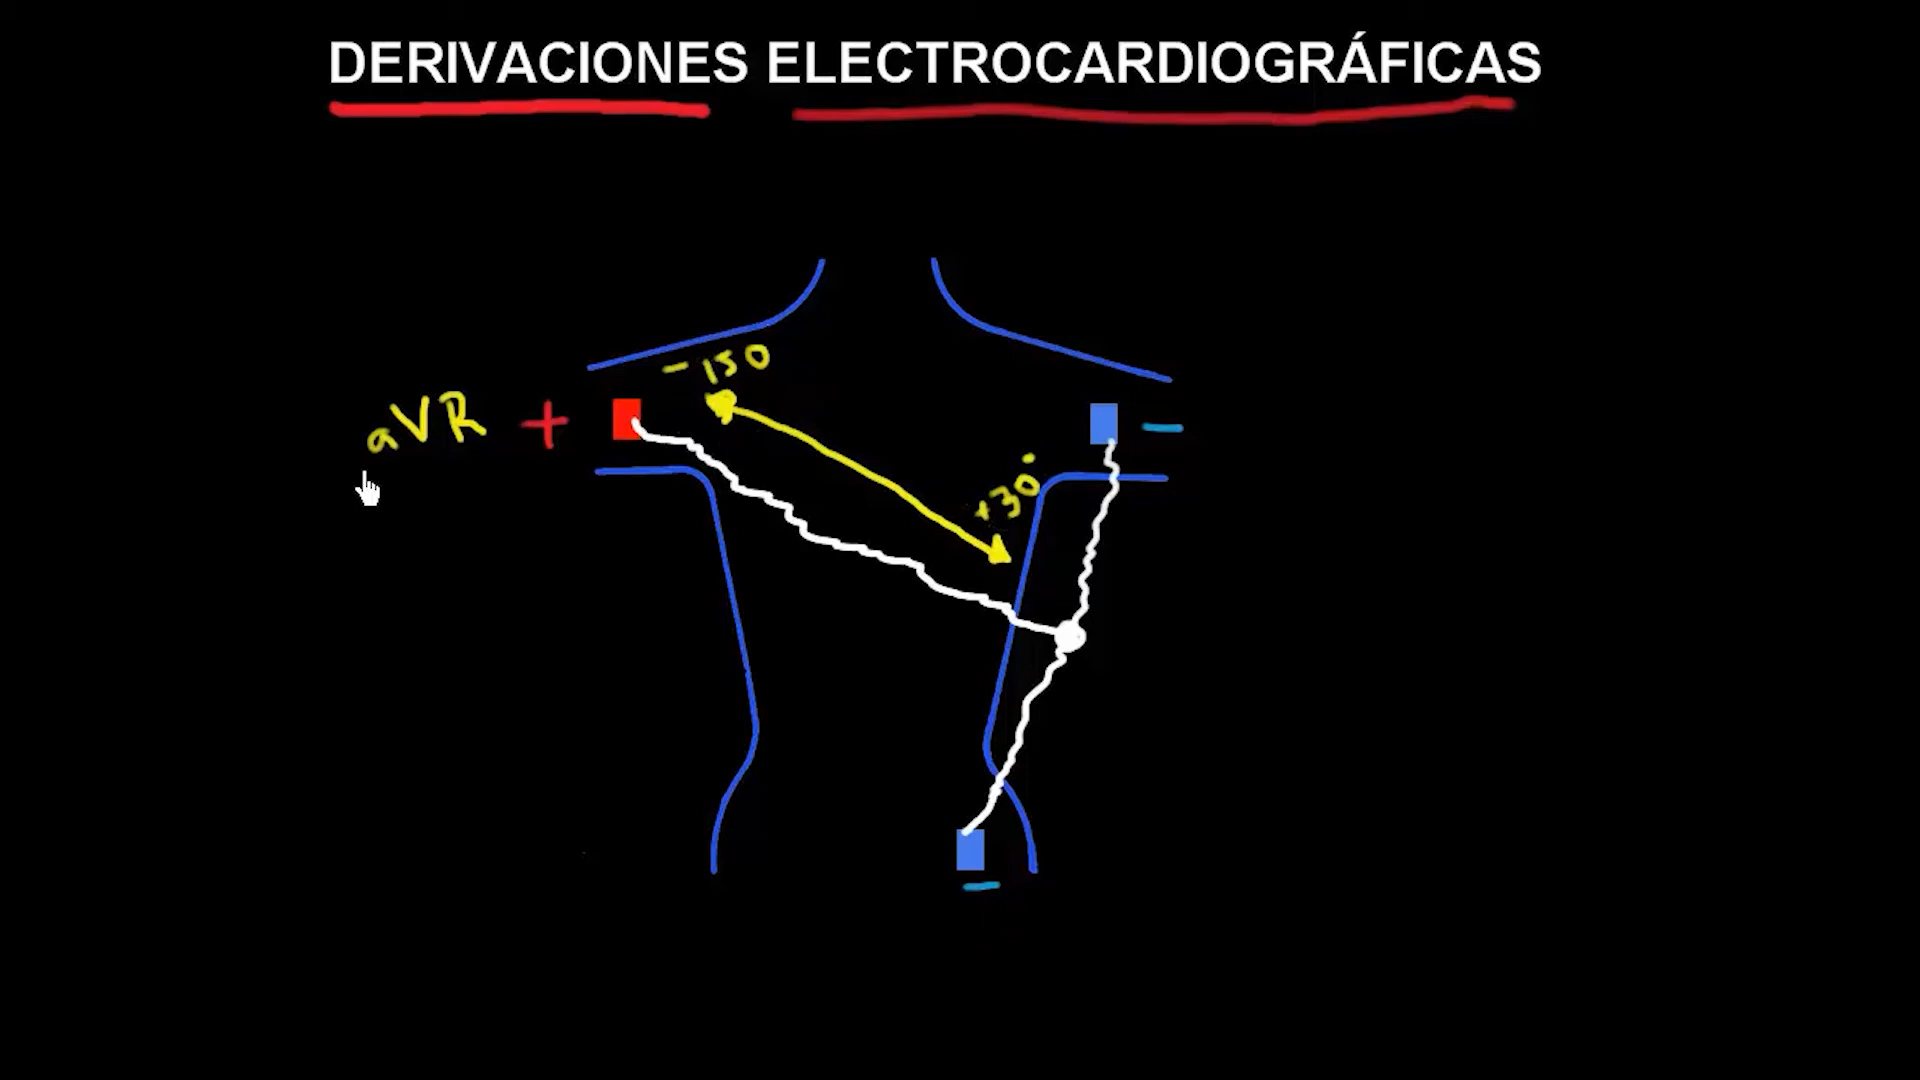 DERIVACIONES ELECTROCARDIOGRÁFICAS
- 150
aVR +
-
+30°
-